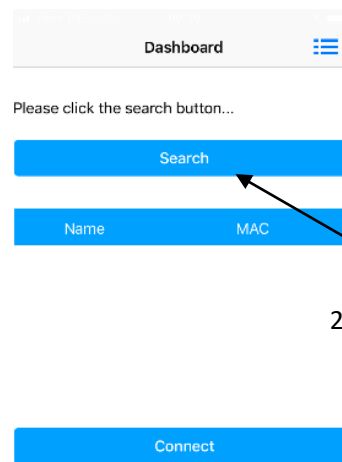 Dashboard
Please click the search button...
Search
Name MAC
2
Connect